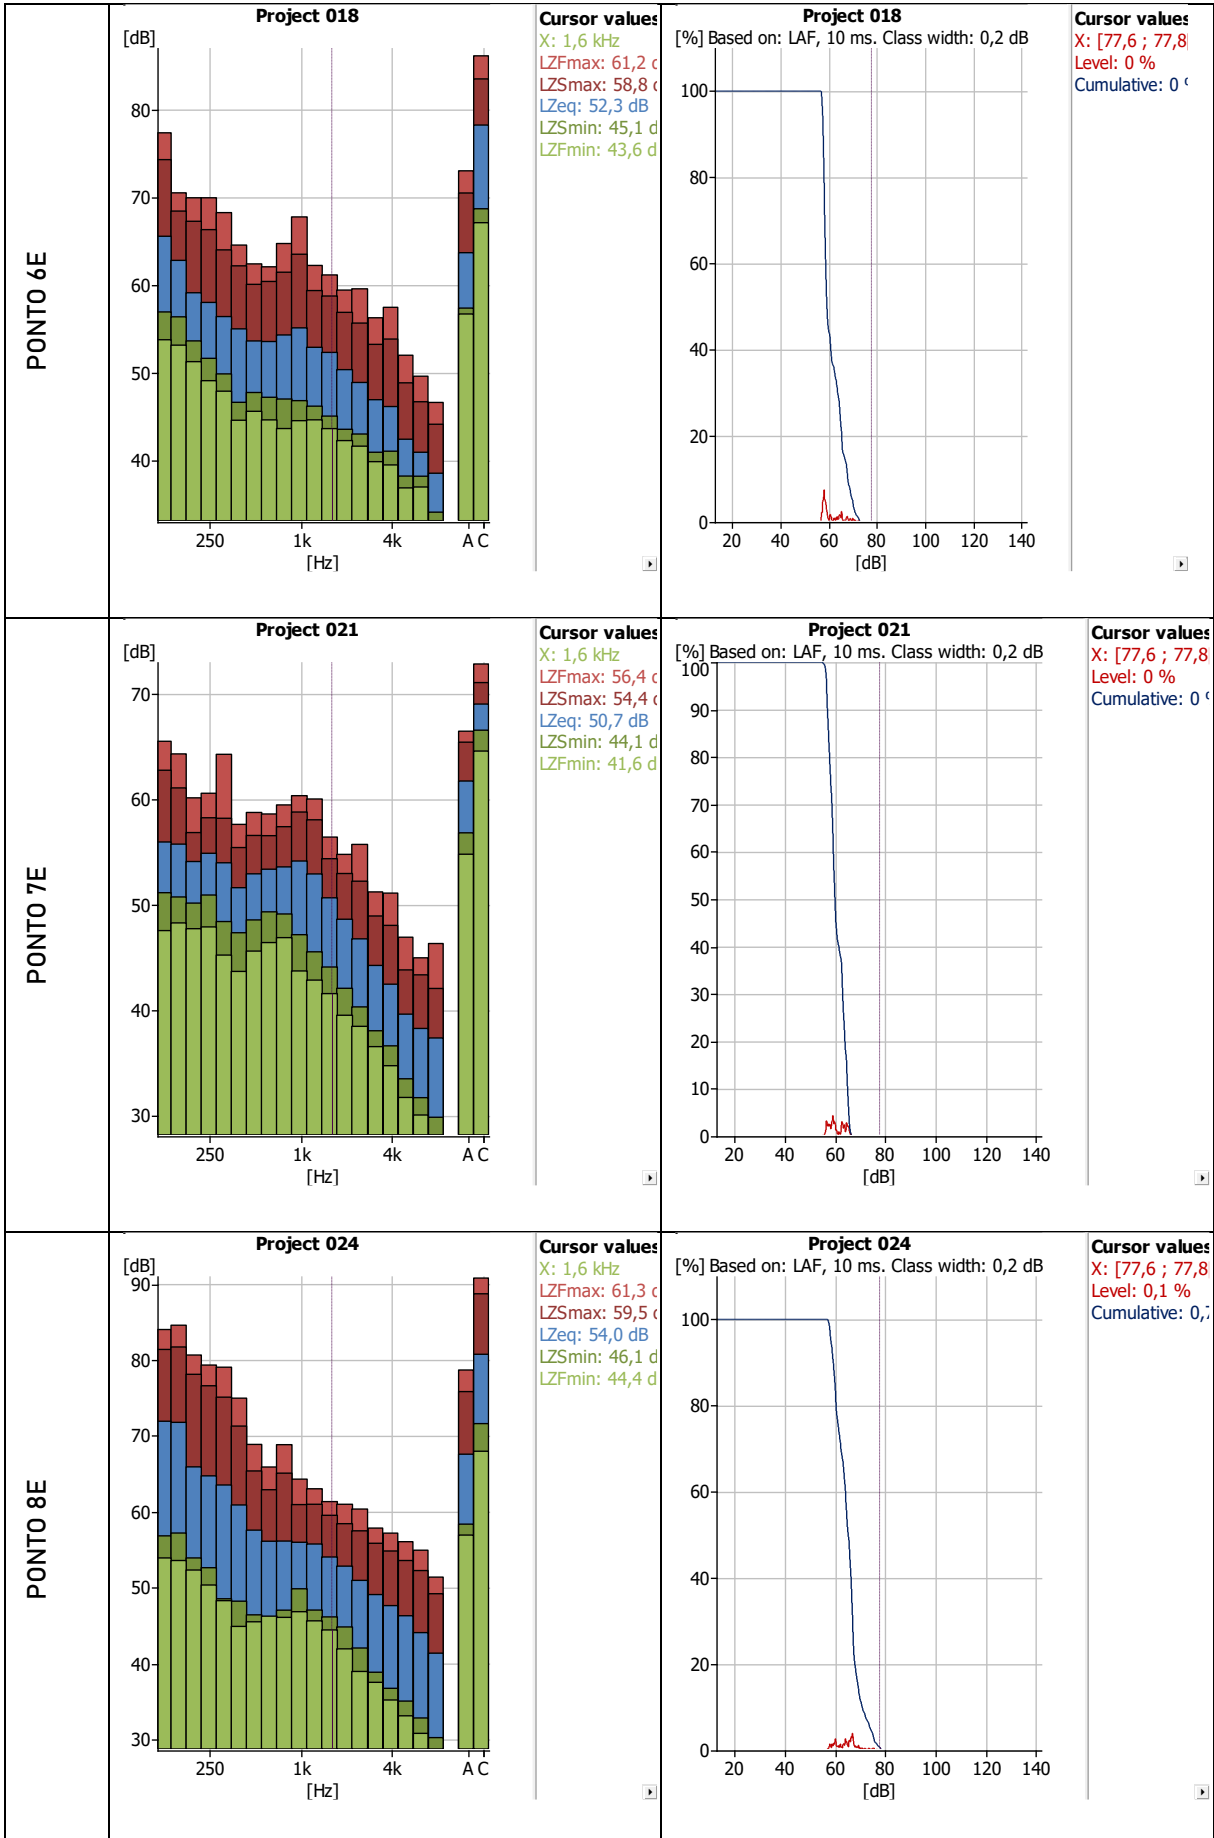 PONTO 6E
Project 018
[dB]
80
70
60
50
40
250 1k 4k A C
[Hz]
Cursor values
X: 1,6 kHz
LZFmax: 61,2 d
LZSmax: 58,8 d
LZeq: 52,3 dB
LZSmin: 45,1 d
LZFmin: 43,6 d
Project 018
[%] Based on: LAF, 10 ms. Class width: 0,2 dB
100
80
60
40
20
0
20 40 60 80 100 120 140
[dB]
Cursor values
X: [77,6 ; 77,8
Level: 0 %
Cumulative: 0 %
PONTO 7E
Project 021
[dB]
70
60
50
40
30
250 1k 4k A C
[Hz]
Cursor values
X: 1,6 kHz
LZFmax: 56,4 d
LZSmax: 54,4 d
LZeq: 50,7 dB
LZSmin: 44,1 d
LZFmin: 41,6 d
Project 021
[%] Based on: LAF, 10 ms. Class width: 0,2 dB
100
90
80
70
60
50
40
30
20
10
0
20 40 60 80 100 120 140
[dB]
Cursor values
X: [77,6 ; 77,8
Level: 0 %
Cumulative: 0 %
PONTO 8E
Project 024
[dB]
90
80
70
60
50
40
30
250 1k 4k A C
[Hz]
Cursor values
X: 1,6 kHz
LZFmax: 61,3 d
LZSmax: 59,5 d
LZeq: 54,0 dB
LZSmin: 46,1 d
LZFmin: 44,4 d
Project 024
[%] Based on: LAF, 10 ms. Class width: 0,2 dB
100
80
60
40
20
0
20 40 60 80 100 120 140
[dB]
Cursor values
X: [77,6 ; 77,8
Level: 0,1 %
Cumulative: 0,7